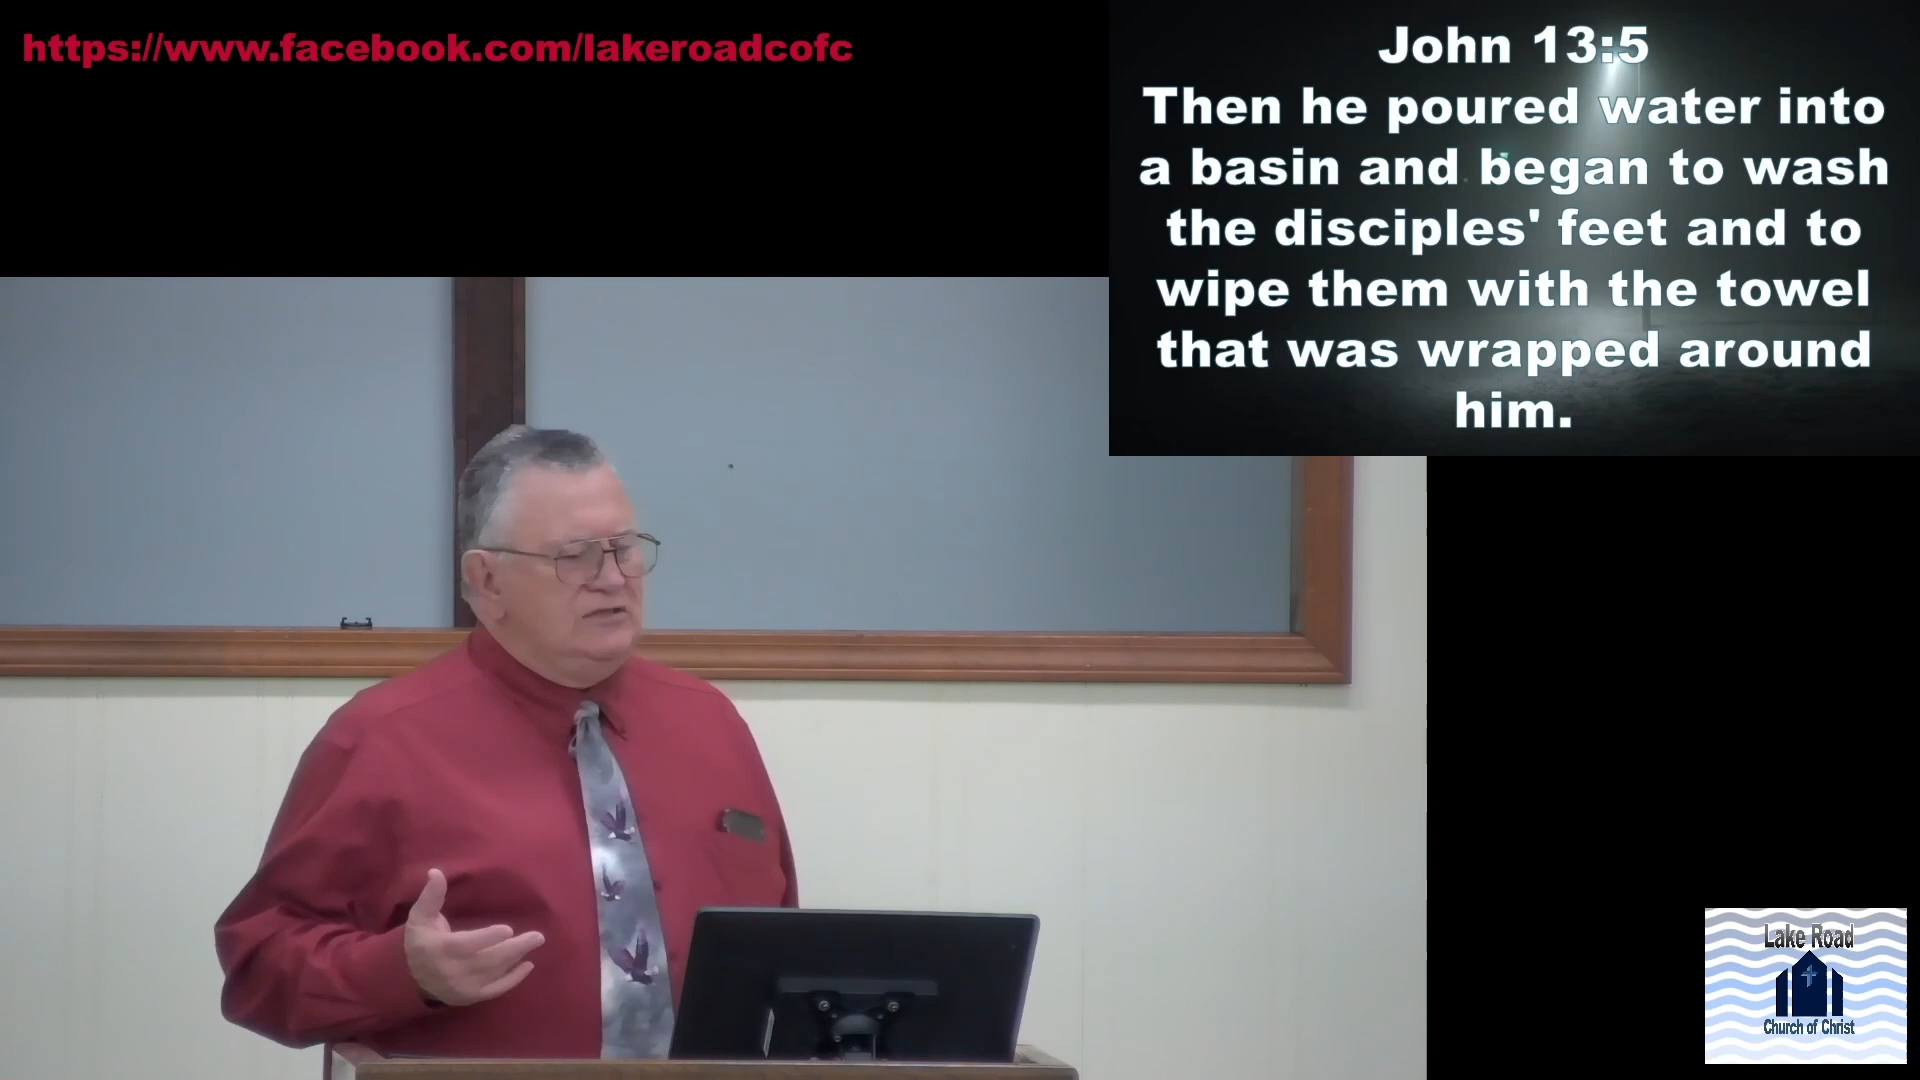 https://www.facebook.com/lakeroadcofc
John 13:5
Then he poured water into
a basin and began to wash
the disciples' feet and to
wipe them with the towel
that was wrapped around
him.
Lake Road
Church of Christ